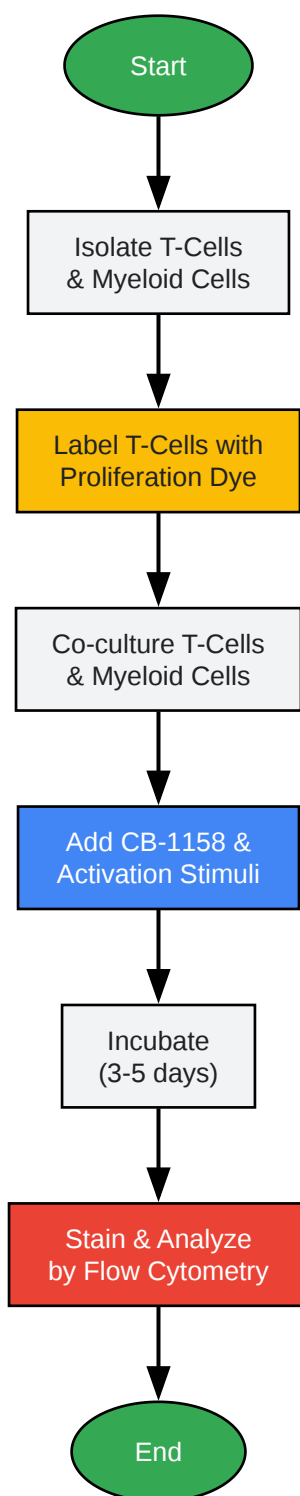 Start
Isolate T-Cells
& Myeloid Cells
Label T-Cells with
Proliferation Dye
Co-culture T-Cells
& Myeloid Cells
Add CB-1158 &
Activation Stimuli
Incubate
(3-5 days)
Stain & Analyze
by Flow Cytometry
End